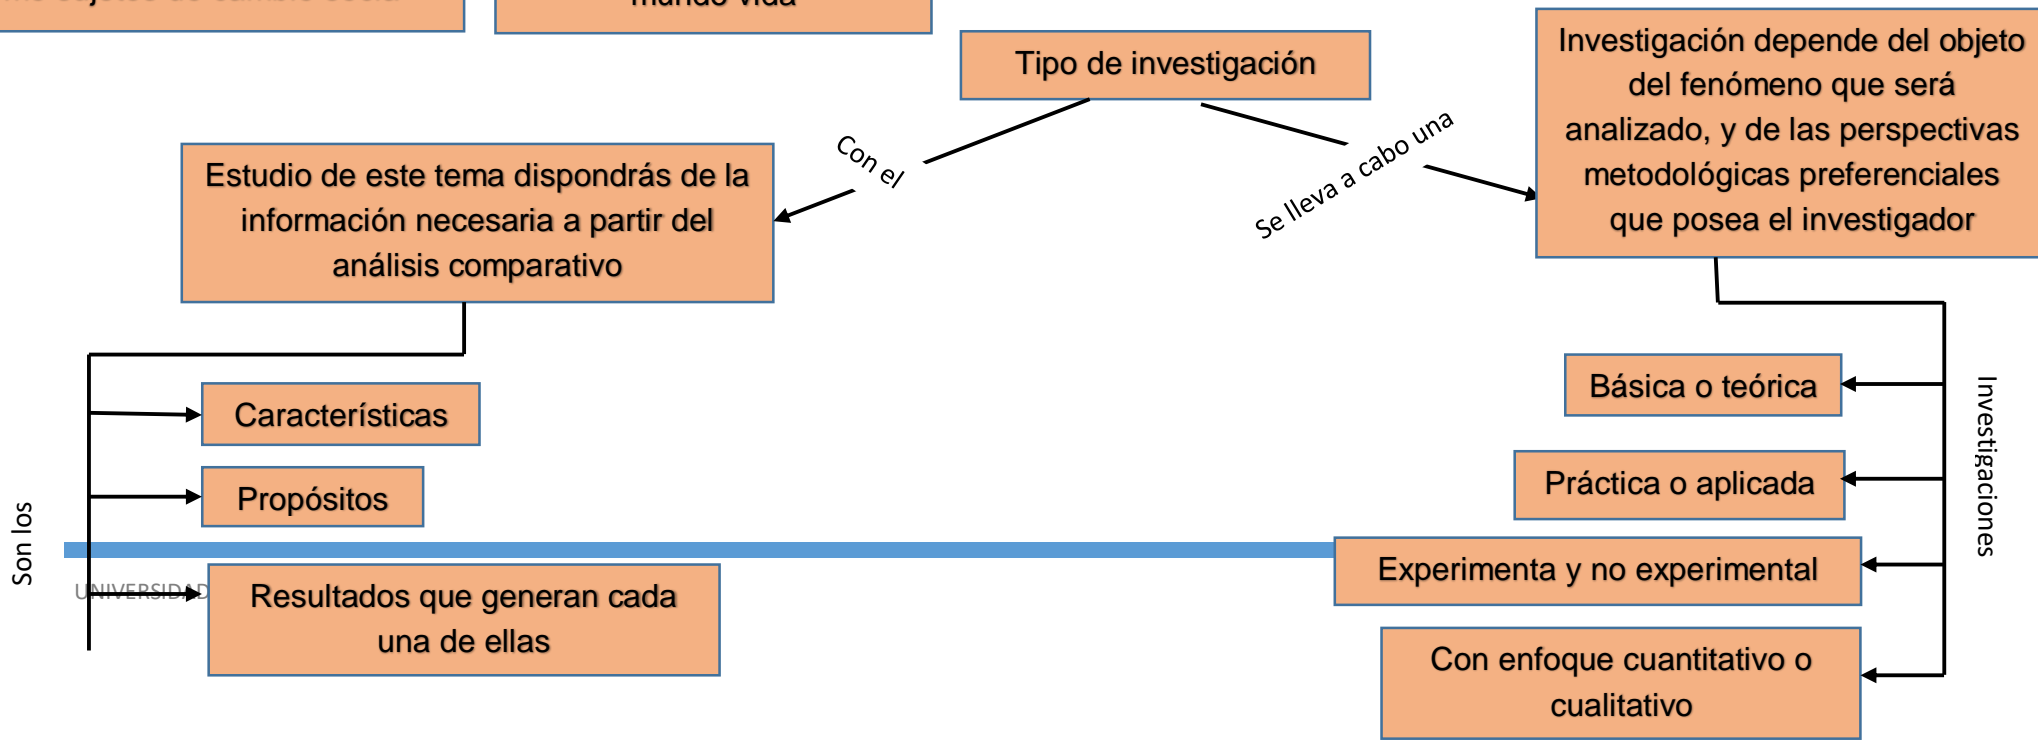 mundo vida
Tipo de investigación
Investigación depende del objeto
del fenómeno que será
analizado, y de las perspectivas
metodológicas preferenciales
que posea el investigador
Con el
Se lleva a cabo una
Estudio de este tema dispondrás de la
información necesaria a partir del
análisis comparativo
Son los
Características
Propósitos
Resultados que generan cada
una de ellas
UNIVERSIDAD
Investigaciones
Básica o teórica
Práctica o aplicada
Experimenta y no experimental
Con enfoque cuantitativo o
cualitativo